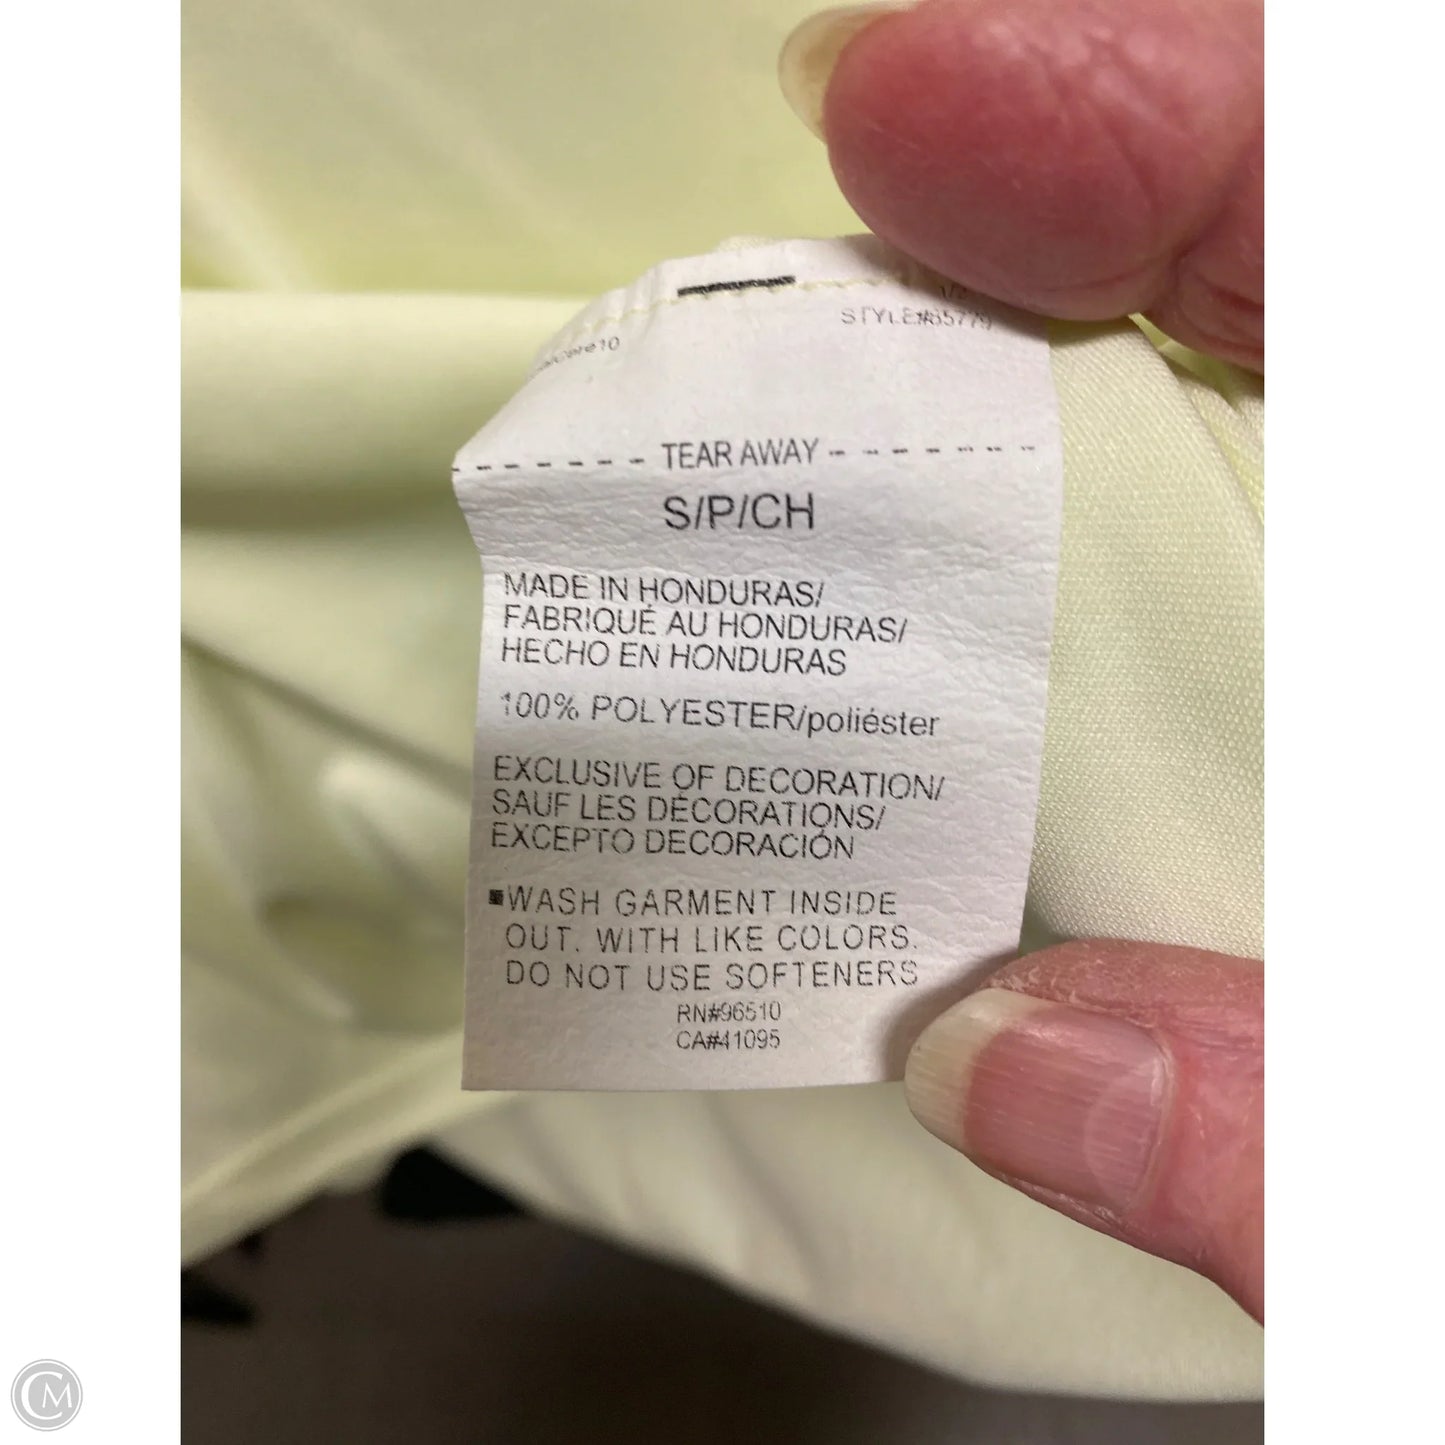 TEAR AWAY
S/P/CH
MADE IN HONDURAS/
FABRIQUÉ AU HONDURAS/
HECHO EN HONDURAS
100% POLYESTER/poliéster
EXCLUSIVE OF DECORATION/
SAUF LES DÉCORATIONS/
EXCEPTO DECORACIÓN
WASH GARMENT INSIDE
OUT. WITH LIKE COLORS.
DO NOT USE SOFTENERS
RN#96510
CA#41095
CM